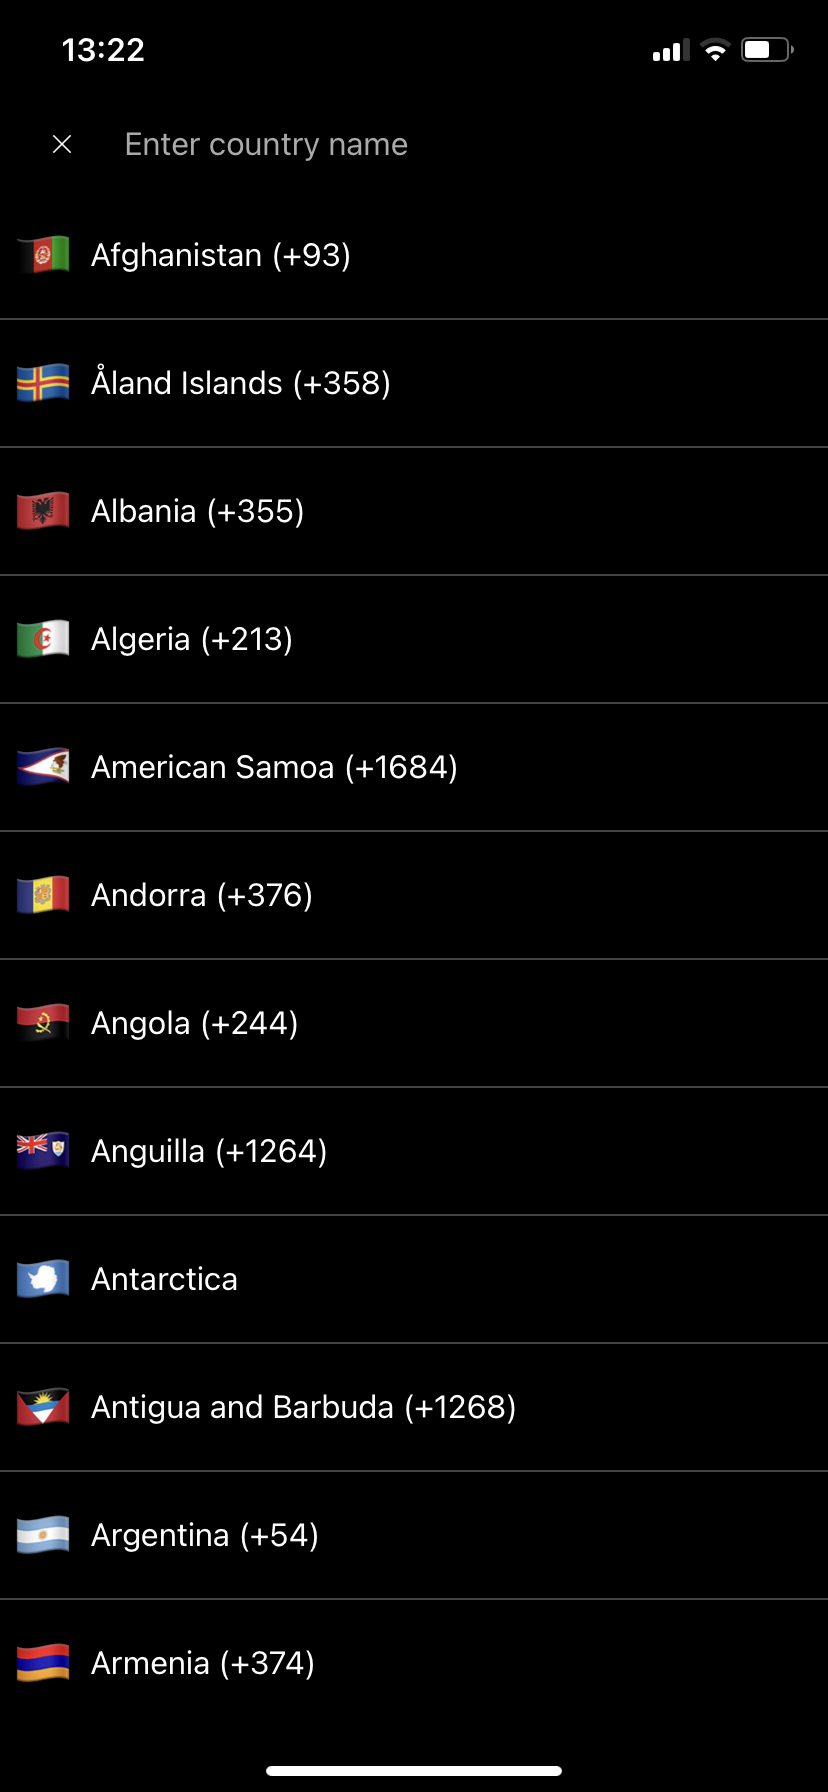 13:22
Enter country name
Afghanistan (+93)
Åland Islands (+358)
Albania (+355)
Algeria (+213)
American Samoa (+1684)
Andorra (+376)
Angola (+244)
Anguilla (+1264)
Antarctica
Antigua and Barbuda (+1268)
Argentina (+54)
Armenia (+374)